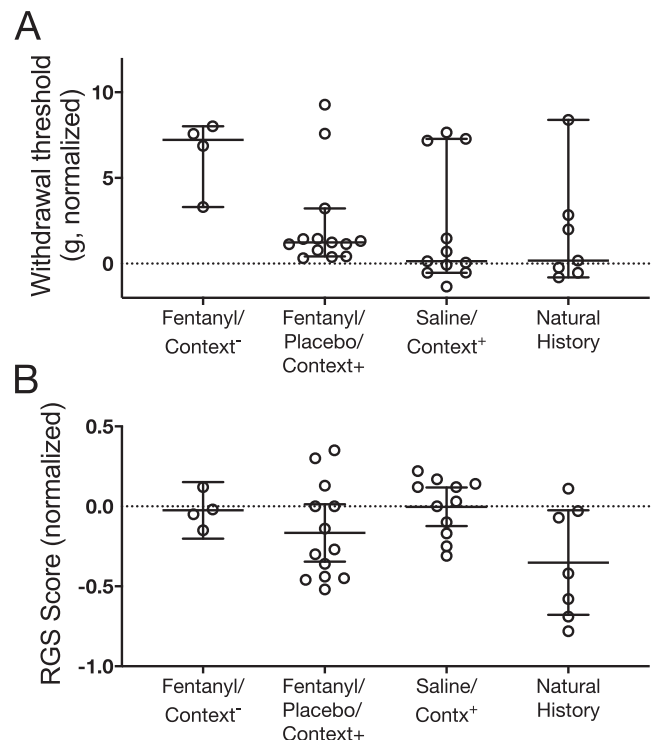 A
Withdrawal threshold
(g, normalized)
10
5
0
Fentanyl/
Context-
Fentanyl/
Placebo/
Context+
Saline/
Context+
Natural
History
B
RGS Score (normalized)
0.5
0.0
-0.5
-1.0
Fentanyl/
Context-
Fentanyl/
Placebo/
Context+
Saline/
Contx+
Natural
History